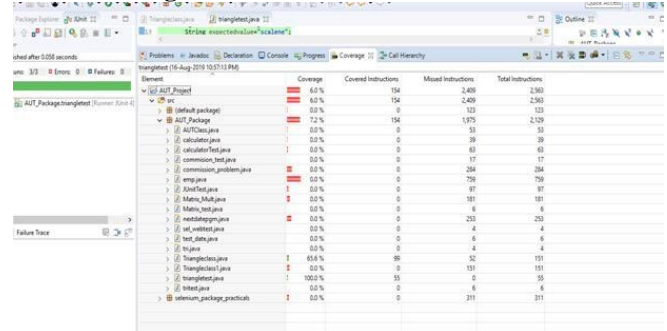 Quick Access
Package Explorer JUnit Triangleclass.java triangletest.java Outline
String expectedvalue="scalene";
Problems Javadoc Declaration Console Progress Coverage Call Hierarchy
shed after 0.058 seconds
triangletest (16-Aug-2019 10:57:13 PM)
uns: 3/3 Errors: 0 Failures: 0
Element Coverage Covered Instructions Missed Instructions Total Instructions
AUT_Project 6.0 % 154 2,409 2,563
src 6.0 % 154 2,409 2,563
(default package) 0.0 % 0 123 123
AUT_Package.triangletest [Runner: JUnit 4]
AUT_Package 7.2 % 154 1,975 2,129
AUTClass.java 0.0 % 0 53 53
calculator.java 0.0 % 0 39 39
calculatorTest.java 0.0 % 0 63 63
commision_test.java 0.0 % 0 17 17
commission_problem.java 0.0 % 0 284 284
emp.java 0.0 % 0 759 759
JUnitTest.java 0.0 % 0 97 97
Matrix_Mult.java 0.0 % 0 181 181
Matrix_test.java 0.0 % 0 6 6
nextdatepgm.java 0.0 % 0 253 253
Failure Trace
sel_webtest.java 0.0 % 0 4 4
test_date.java 0.0 % 0 6 6
tri.java 0.0 % 0 4 4
Triangleclass.java 65.6 % 99 52 151
Triangleclass1.java 0.0 % 0 151 151
triangletest.java 100.0 % 55 0 55
tritest.java 0.0 % 0 6 6
selenium_package_practicals 0.0 % 0 311 311